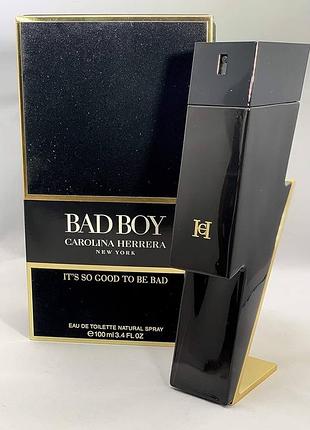 BAD BOY
CAROLINA HERRERA
NEW YORK
IT'S SO GOOD TO BE BAD
EAU DE TOILETTE NATURAL SPRAY
℮100 ml 3.4 FL. OZ
CH